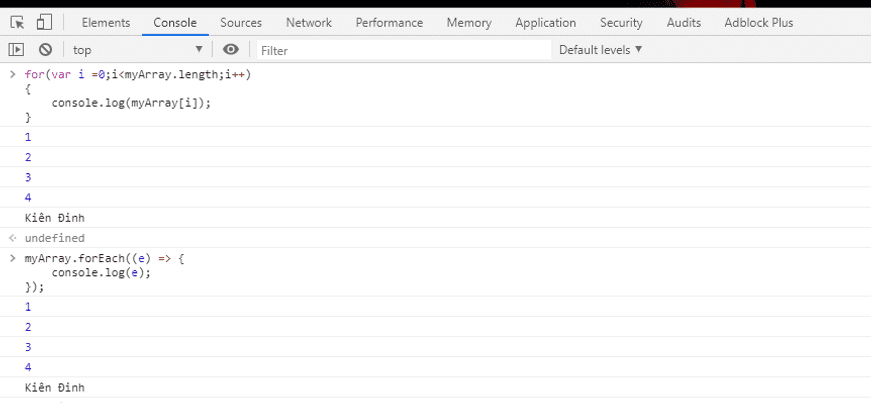 Elements Console Sources Network Performance Memory Application Security Audits Adblock Plus
top Filter Default levels
for(var i =0;i<myArray.length;i++)
{
    console.log(myArray[i]);
}
1
2
3
4
Kiên Đinh
undefined
myArray.forEach((e) => {
    console.log(e);
});
1
2
3
4
Kiên Đinh